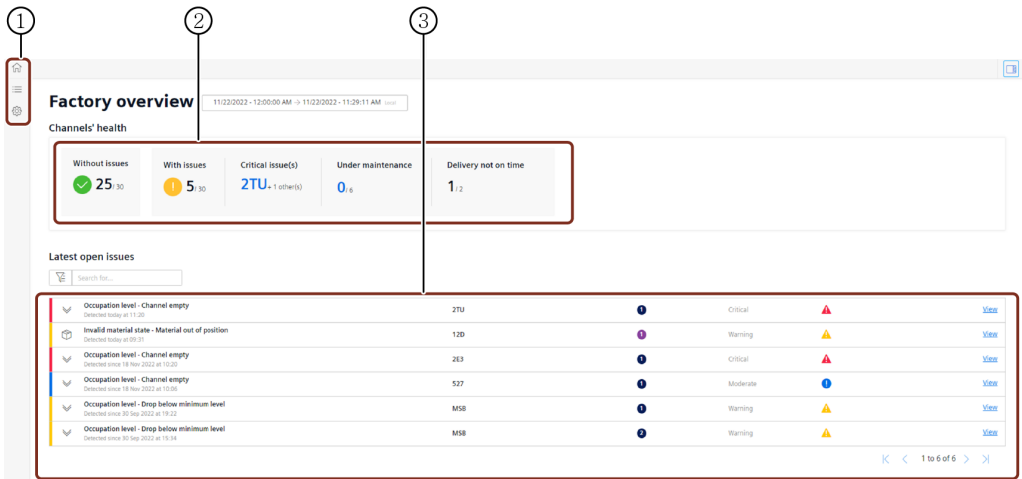 1 2 3
Factory overview 11/22/2022 - 12:00:00 AM → 11/22/2022 - 11:29:11 AM total
Channels' health
Without issues With issues Critical issue(s) Under maintenance Delivery not on time
25/ 30 5/ 30 2TU+ 1 other(s) 0/ 6 1/ 2
Latest open issues
Search for...
Occupation level - Channel empty 2TU 1 Critical View
Detected today at 11:20
Invalid material state - Material out of position 12D 1 Warning View
Detected today at 09:31
Occupation level - Channel empty 2E3 1 Critical View
Detected since 18 Nov 2022 at 10:20
Occupation level - Channel empty 527 1 Moderate View
Detected since 18 Nov 2022 at 10:06
Occupation level - Drop below minimum level MSB 1 Warning View
Detected since 30 Sep 2022 at 19:22
Occupation level - Drop below minimum level MSB 2 Warning View
Detected since 30 Sep 2022 at 15:34
1 to 6 of 6